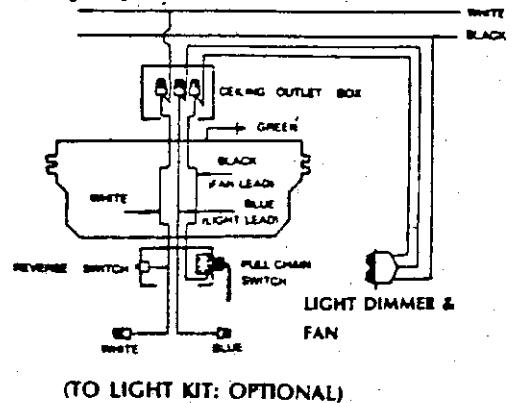 WHITE
BLACK
CEILING OUTLET BOX
GREEN
BLACK
(FAN LEAD)
WHITE
BLUE
(LIGHT LEAD)
REVERSE SWITCH
PULL CHAIN
SWITCH
LIGHT DIMMER &
FAN
WHITE
BLUE
(TO LIGHT KIT: OPTIONAL)